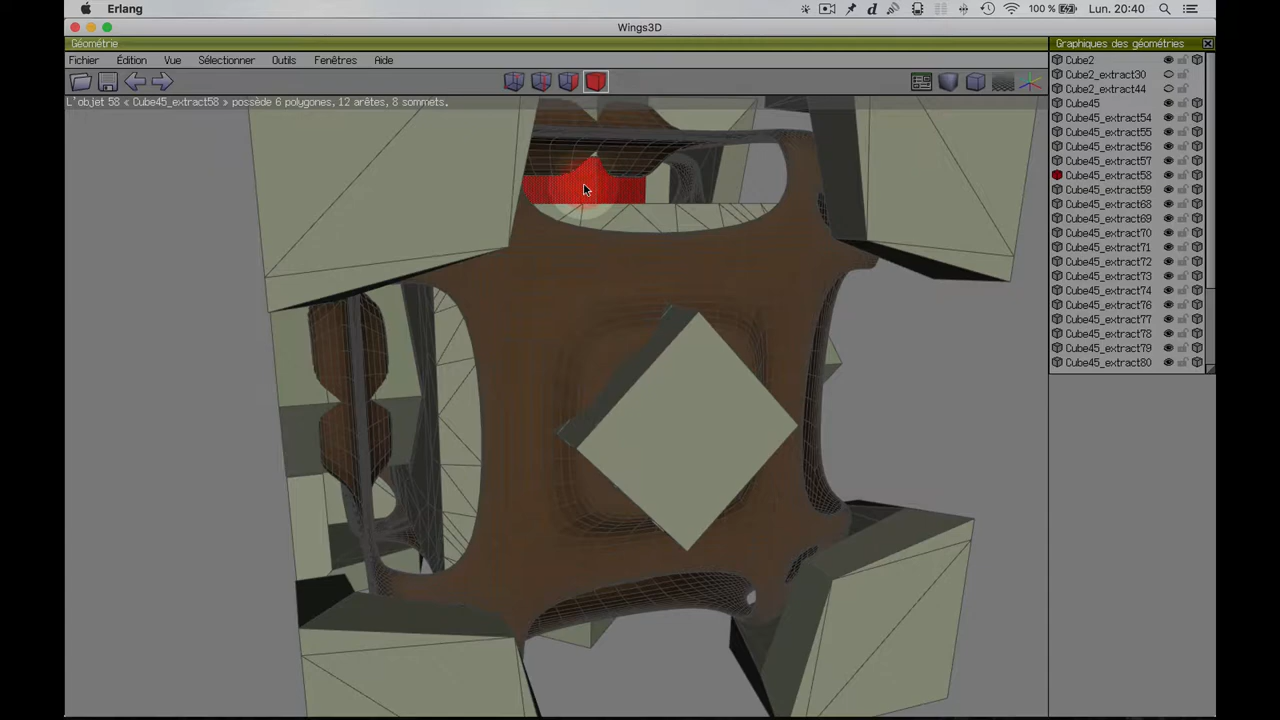 Erlang
100 %
Lun. 20:40
Wings3D
Géométrie
Graphiques des géométries
Fichier Édition Vue Sélectionner Outils Fenêtres Aide
L'objet 58 « Cube45_extract58 » possède 6 polygones, 12 arêtes, 8 sommets.
Cube2
Cube2_extract30
Cube2_extract44
Cube45
Cube45_extract54
Cube45_extract55
Cube45_extract56
Cube45_extract57
Cube45_extract58
Cube45_extract59
Cube45_extract68
Cube45_extract69
Cube45_extract70
Cube45_extract71
Cube45_extract72
Cube45_extract73
Cube45_extract74
Cube45_extract76
Cube45_extract77
Cube45_extract78
Cube45_extract79
Cube45_extract80